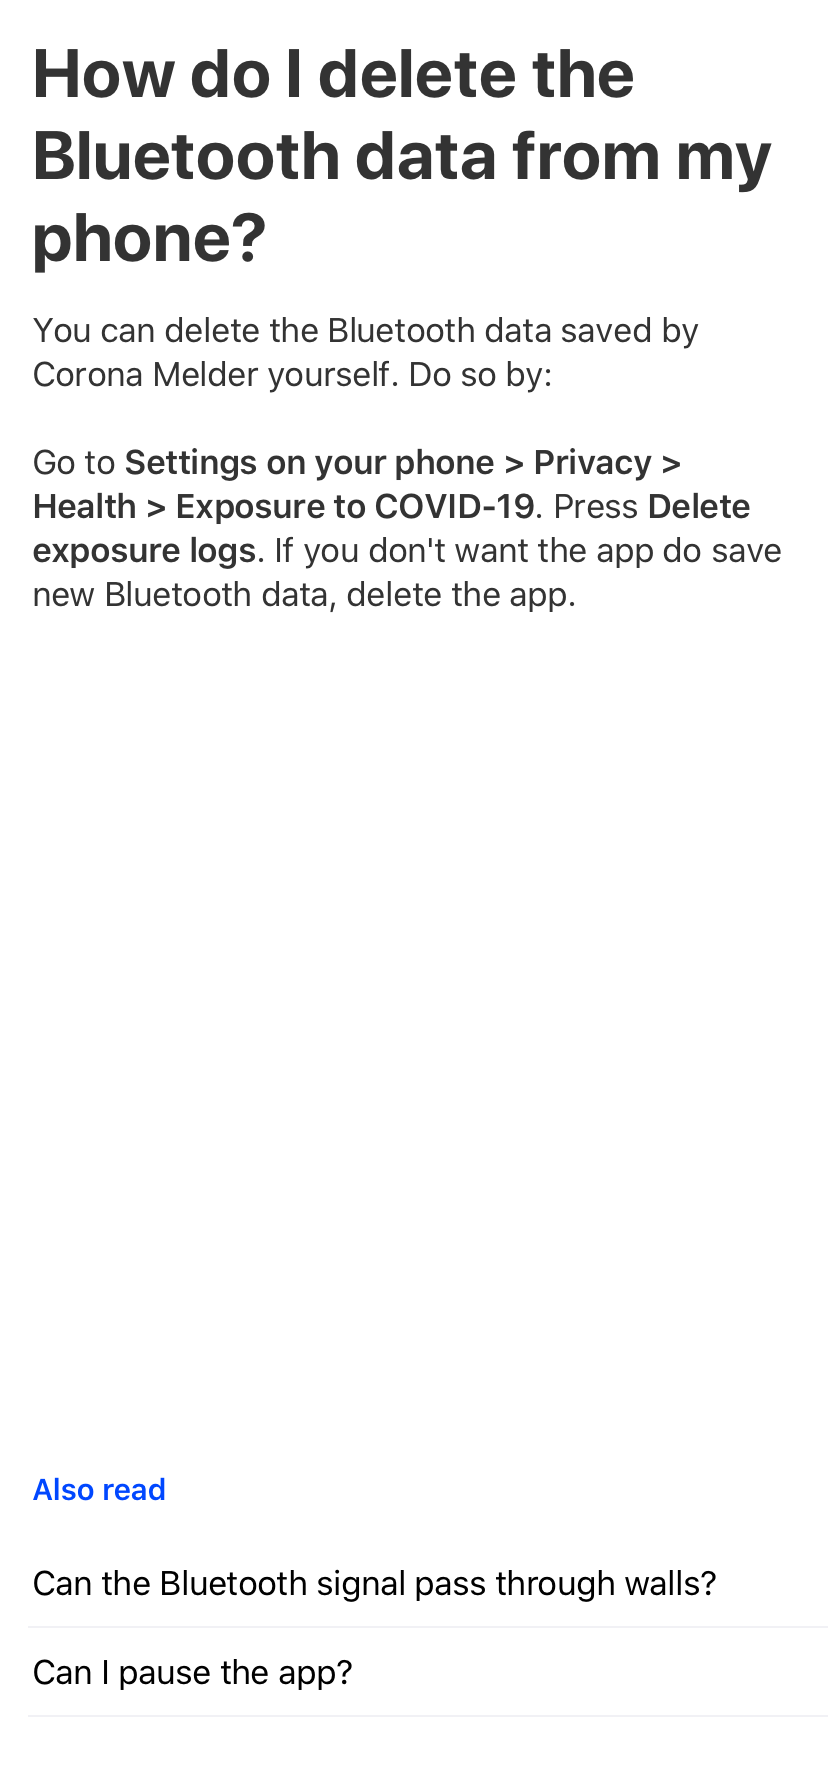 How do I delete the
Bluetooth data from my
phone?
You can delete the Bluetooth data saved by
Corona Melder yourself. Do so by:
Go to Settings on your phone > Privacy >
Health > Exposure to COVID-19. Press Delete
exposure logs. If you don't want the app do save
new Bluetooth data, delete the app.
Also read
Can the Bluetooth signal pass through walls?
Can I pause the app?